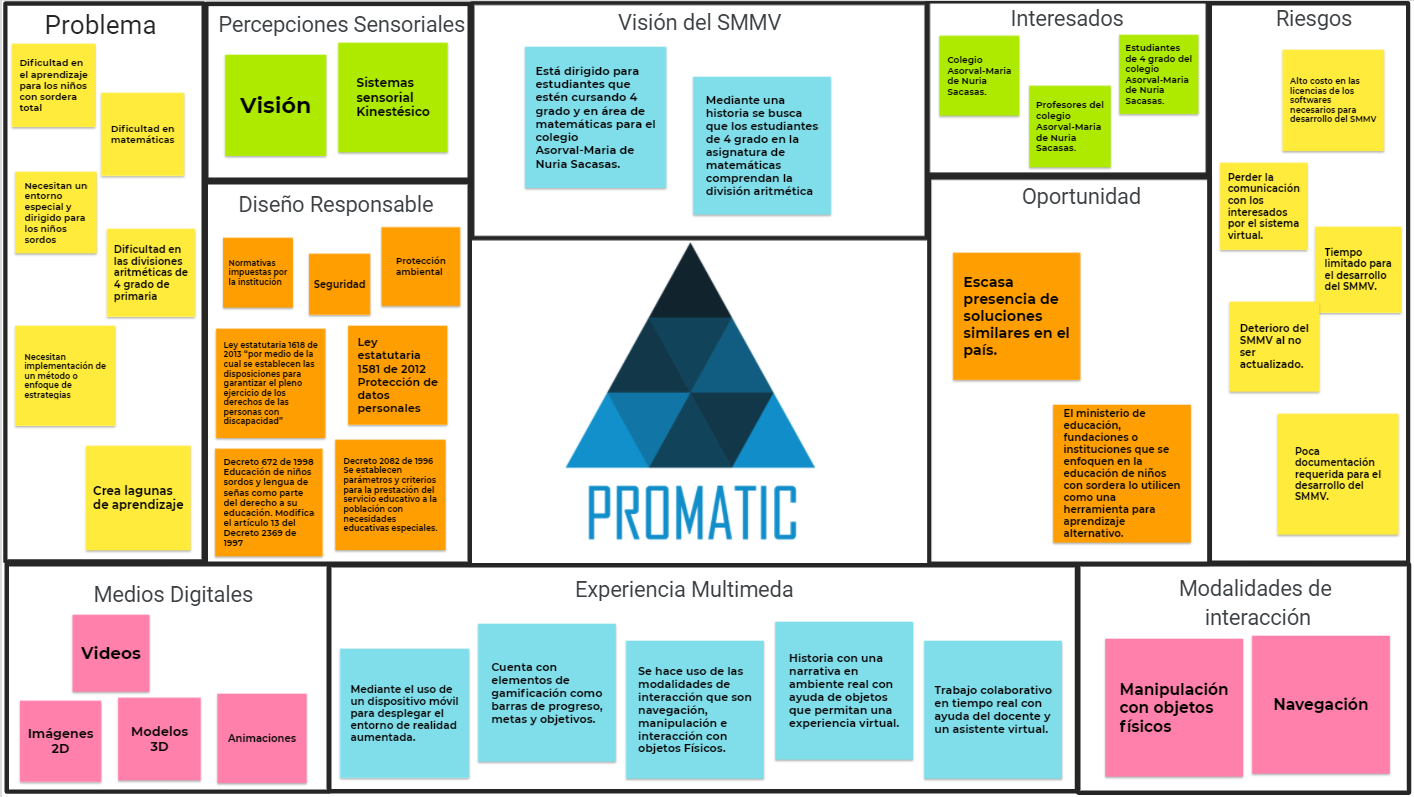 Problema
Dificultad en
el aprendizaje
para los niños
con sordera
total
Dificultad en
matemáticas
Necesitan un
entorno
especial y
dirigido para
los niños
sordos
Dificultad en
las divisiones
aritméticas de
4 grado de
primaria
Necesitan
implementación de
un método o
enfoque de
estrategias
Crea lagunas
de aprendizaje
Percepciones Sensoriales
Visión
Sistemas
sensorial
Kinestésico
Diseño Responsable
Normativas
impuestas por
la institución
Seguridad
Protección
ambiental
Ley estatutaria 1618 de
2013 “por medio de la
cual se establecen las
disposiciones para
garantizar el pleno
ejercicio de los
derechos de las
personas con
discapacidad”
Ley
estatutaria
1581 de 2012
Protección de
datos
personales
Decreto 672 de 1998
Educación de niños
sordos y lengua de
señas como parte
del derecho a su
educación. Modifica
el artículo 13 del
Decreto 2369 de
1997
Decreto 2082 de 1996
Se establecen
parámetros y criterios
para la prestación del
servicio educativo a la
población con
necesidades
educativas especiales.
Visión del SMMV
Está dirigido para
estudiantes que
estén cursando 4
grado y en área de
matemáticas para el
colegio
Asorval-Maria de
Nuria Sacasas.
Mediante una
historia se busca
que los estudiantes
de 4 grado en la
asignatura de
matemáticas
comprendan la
división aritmética
PROMATIC
Interesados
Colegio
Asorval-Maria
de Nuria
Sacasas.
Profesores del
colegio
Asorval-Maria
de Nuria
Sacasas.
Estudiantes
de 4 grado del
colegio
Asorval-Maria
de Nuria
Sacasas.
Oportunidad
Escasa
presencia de
soluciones
similares en el
país.
El ministerio de
educación,
fundaciones o
instituciones que se
enfoquen en la
educación de niños
con sordera lo utilicen
como una
herramienta para
aprendizaje
alternativo.
Riesgos
Alto costo en las
licencias de los
softwares
necesarios para
desarrollo del SMMV
Perder la
comunicación
con los
interesados
por el sistema
virtual.
Tiempo
limitado para
el desarrollo
del SMMV.
Deterioro del
SMMV al no
ser
actualizado.
Poca
documentación
requerida para el
desarrollo del
SMMV.
Medios Digitales
Videos
Imágenes
2D
Modelos
3D
Animaciones
Experiencia Multimeda
Mediante el uso de
un dispositivo móvil
para desplegar el
entorno de realidad
aumentada.
Cuenta con
elementos de
gamificación como
barras de progreso,
metas y objetivos.
Se hace uso de las
modalidades de
interacción que son
navegación,
manipulación e
interacción con
objetos Físicos.
Historia con una
narrativa en
ambiente real con
ayuda de objetos
que permitan una
experiencia virtual.
Trabajo colaborativo
en tiempo real con
ayuda del docente y
un asistente virtual.
Modalidades de
interacción
Manipulación
con objetos
físicos
Navegación